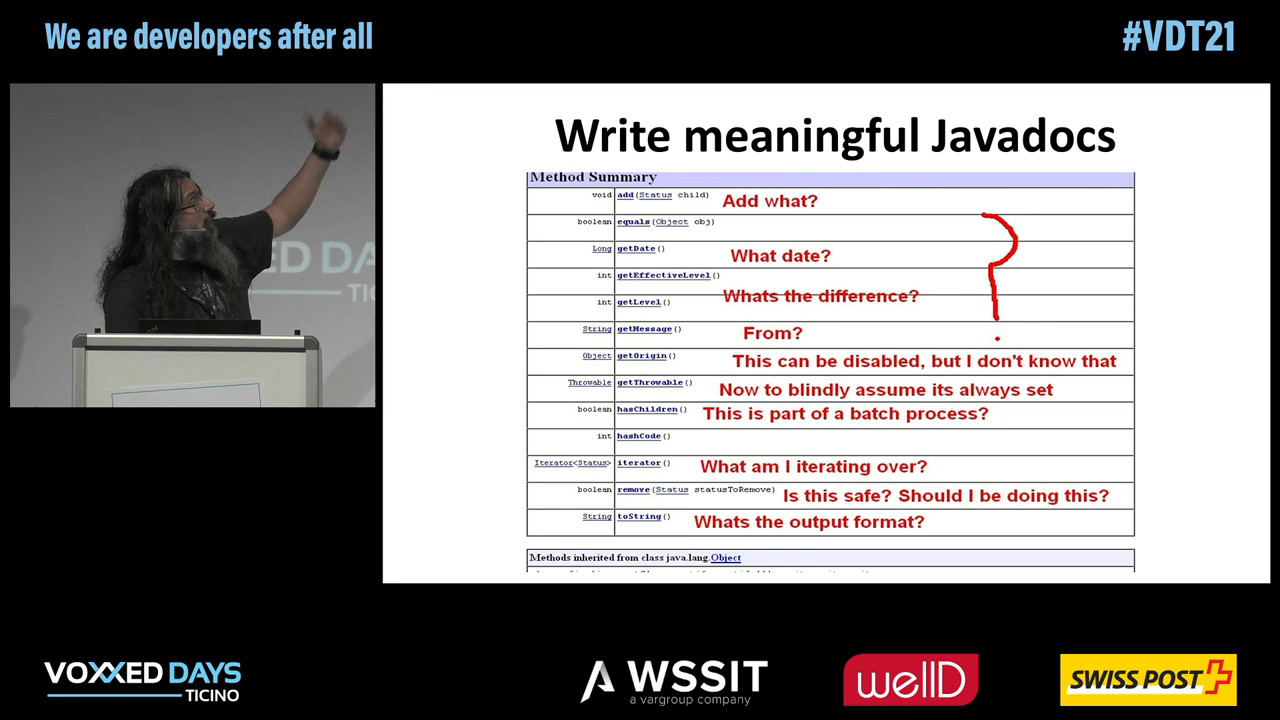 We are developers after all
#VDT21
ED DA
TIC
Write meaningful Javadocs
Method Summary
void add(Status child) Add what?
boolean equals(Object obj)
Long getDate() What date?
int getEffectiveLevel()
Whats the difference?
int getLevel()
String getMessage() From?
Object getOrigin() This can be disabled, but I don't know that
Throwable getThrowable() Now to blindly assume its always set
boolean hasChildren() This is part of a batch process?
int hashCode()
Iterator<Status> iterator() What am I iterating over?
boolean remove(Status statusToRemove) Is this safe? Should I be doing this?
String toString() Whats the output format?
?
Methods inherited from class java.lang.Object
VOXXED DAYS
TICINO
WSSIT
a vargroup company
wellD
SWISS POST